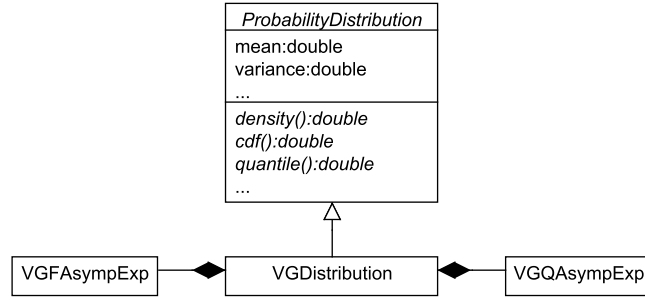 ProbabilityDistribution
mean:double
variance:double
...
density():double
cdf():double
quantile():double
...
VGFAsympExp
VGDistribution
VGQAsympExp